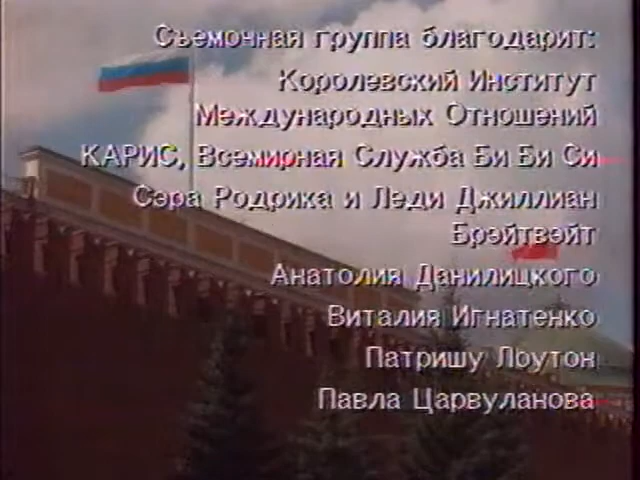 Съемочная группа благодарит:
Королевский Институт
Международных Отношений
КАРИС, Всемирная Служба Би Би Си
Сэра Родрика и Леди Джиллиан
Брэйтвэйт
Анатолия Данилицкого
Виталия Игнатенко
Патришу Лоутон
Павла Царвуланова